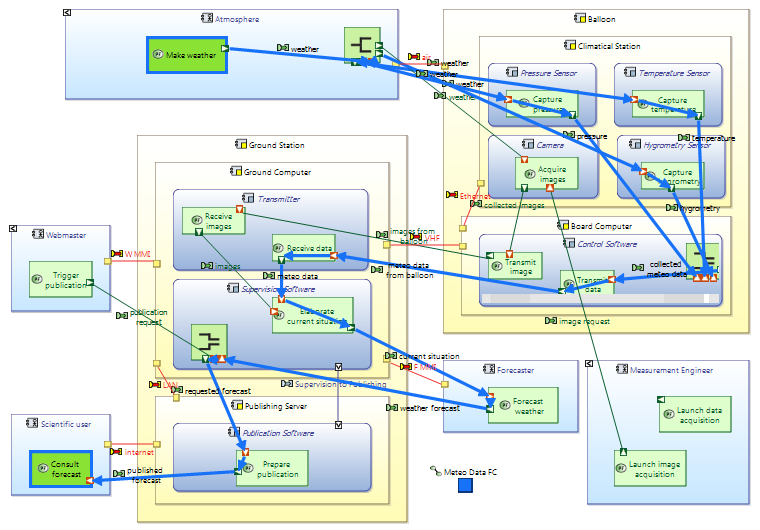 Atmosphere
Make weather
weather
air
weather
weather
weather
weather
Balloon
Climatical Station
Pressure Sensor
Capture
pressure
Temperature Sensor
Capture
temperature
pressure
temperature
Camera
Acquire
images
Hygrometry Sensor
Capture
hygrometry
Ethernet
collected images
hygrometry
Board Computer
Control Software
Transmit
image
Transmit
data
collected
meteo data
image request
Ground Station
Ground Computer
Transmitter
Receive
images
Receive data
images from
balloon
VHF
images
meteo data
meteo data
from balloon
Supervision Software
Elaborate
current situation
Webmaster
Trigger
publication
W MMI
publication
request
current situation
F MMI
LAN
requested forecast
Supervision to Publishing
weather forecast
Publishing Server
Publication Software
Prepare
publication
Scientific user
Consult
forecast
internet
published
forecast
Forecaster
Forecast
weather
Measurement Engineer
Launch data
acquisition
Launch image
acquisition
Meteo Data FC